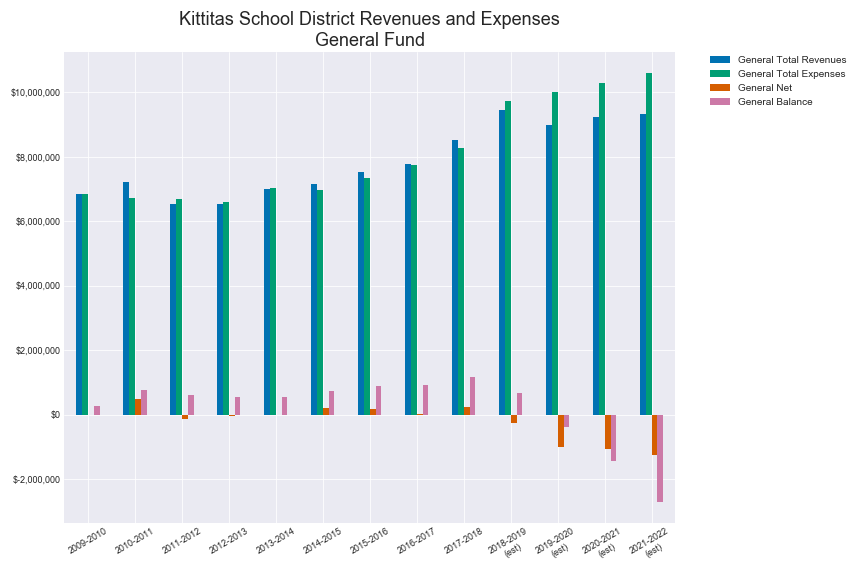 Kittitas School District Revenues and Expenses
General Fund
General Total Revenues
General Total Expenses
General Net
General Balance
$10,000,000
$8,000,000
$6,000,000
$4,000,000
$2,000,000
$0
$-2,000,000
2009-2010
2010-2011
2011-2012
2012-2013
2013-2014
2014-2015
2015-2016
2016-2017
2017-2018
2018-2019
(est)
2019-2020
(est)
2020-2021
(est)
2021-2022
(est)